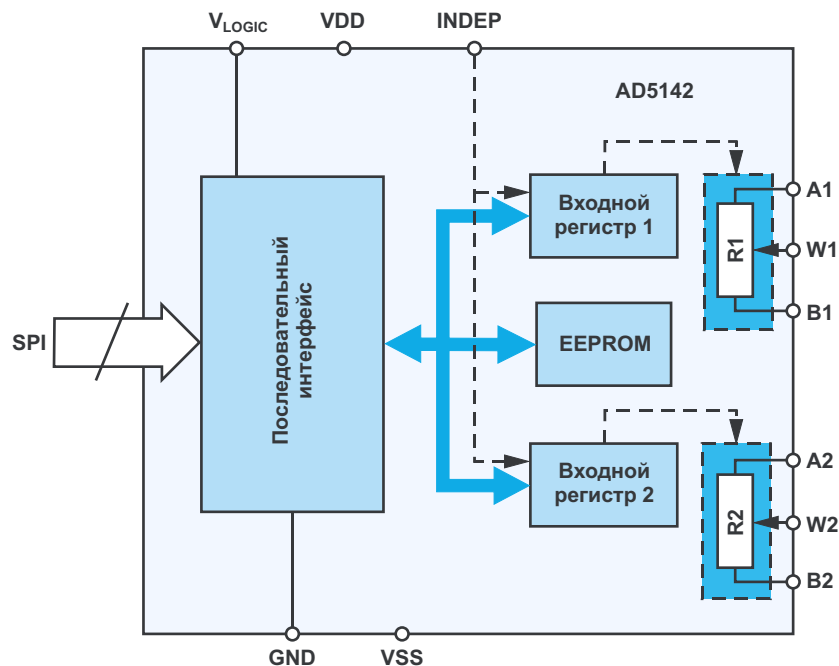 VLOGIC
VDD
INDEP
AD5142
Входной
регистр 1
R1
A1
W1
B1
SPI
Последовательный
интерфейс
EEPROM
Входной
регистр 2
R2
A2
W2
B2
GND
VSS